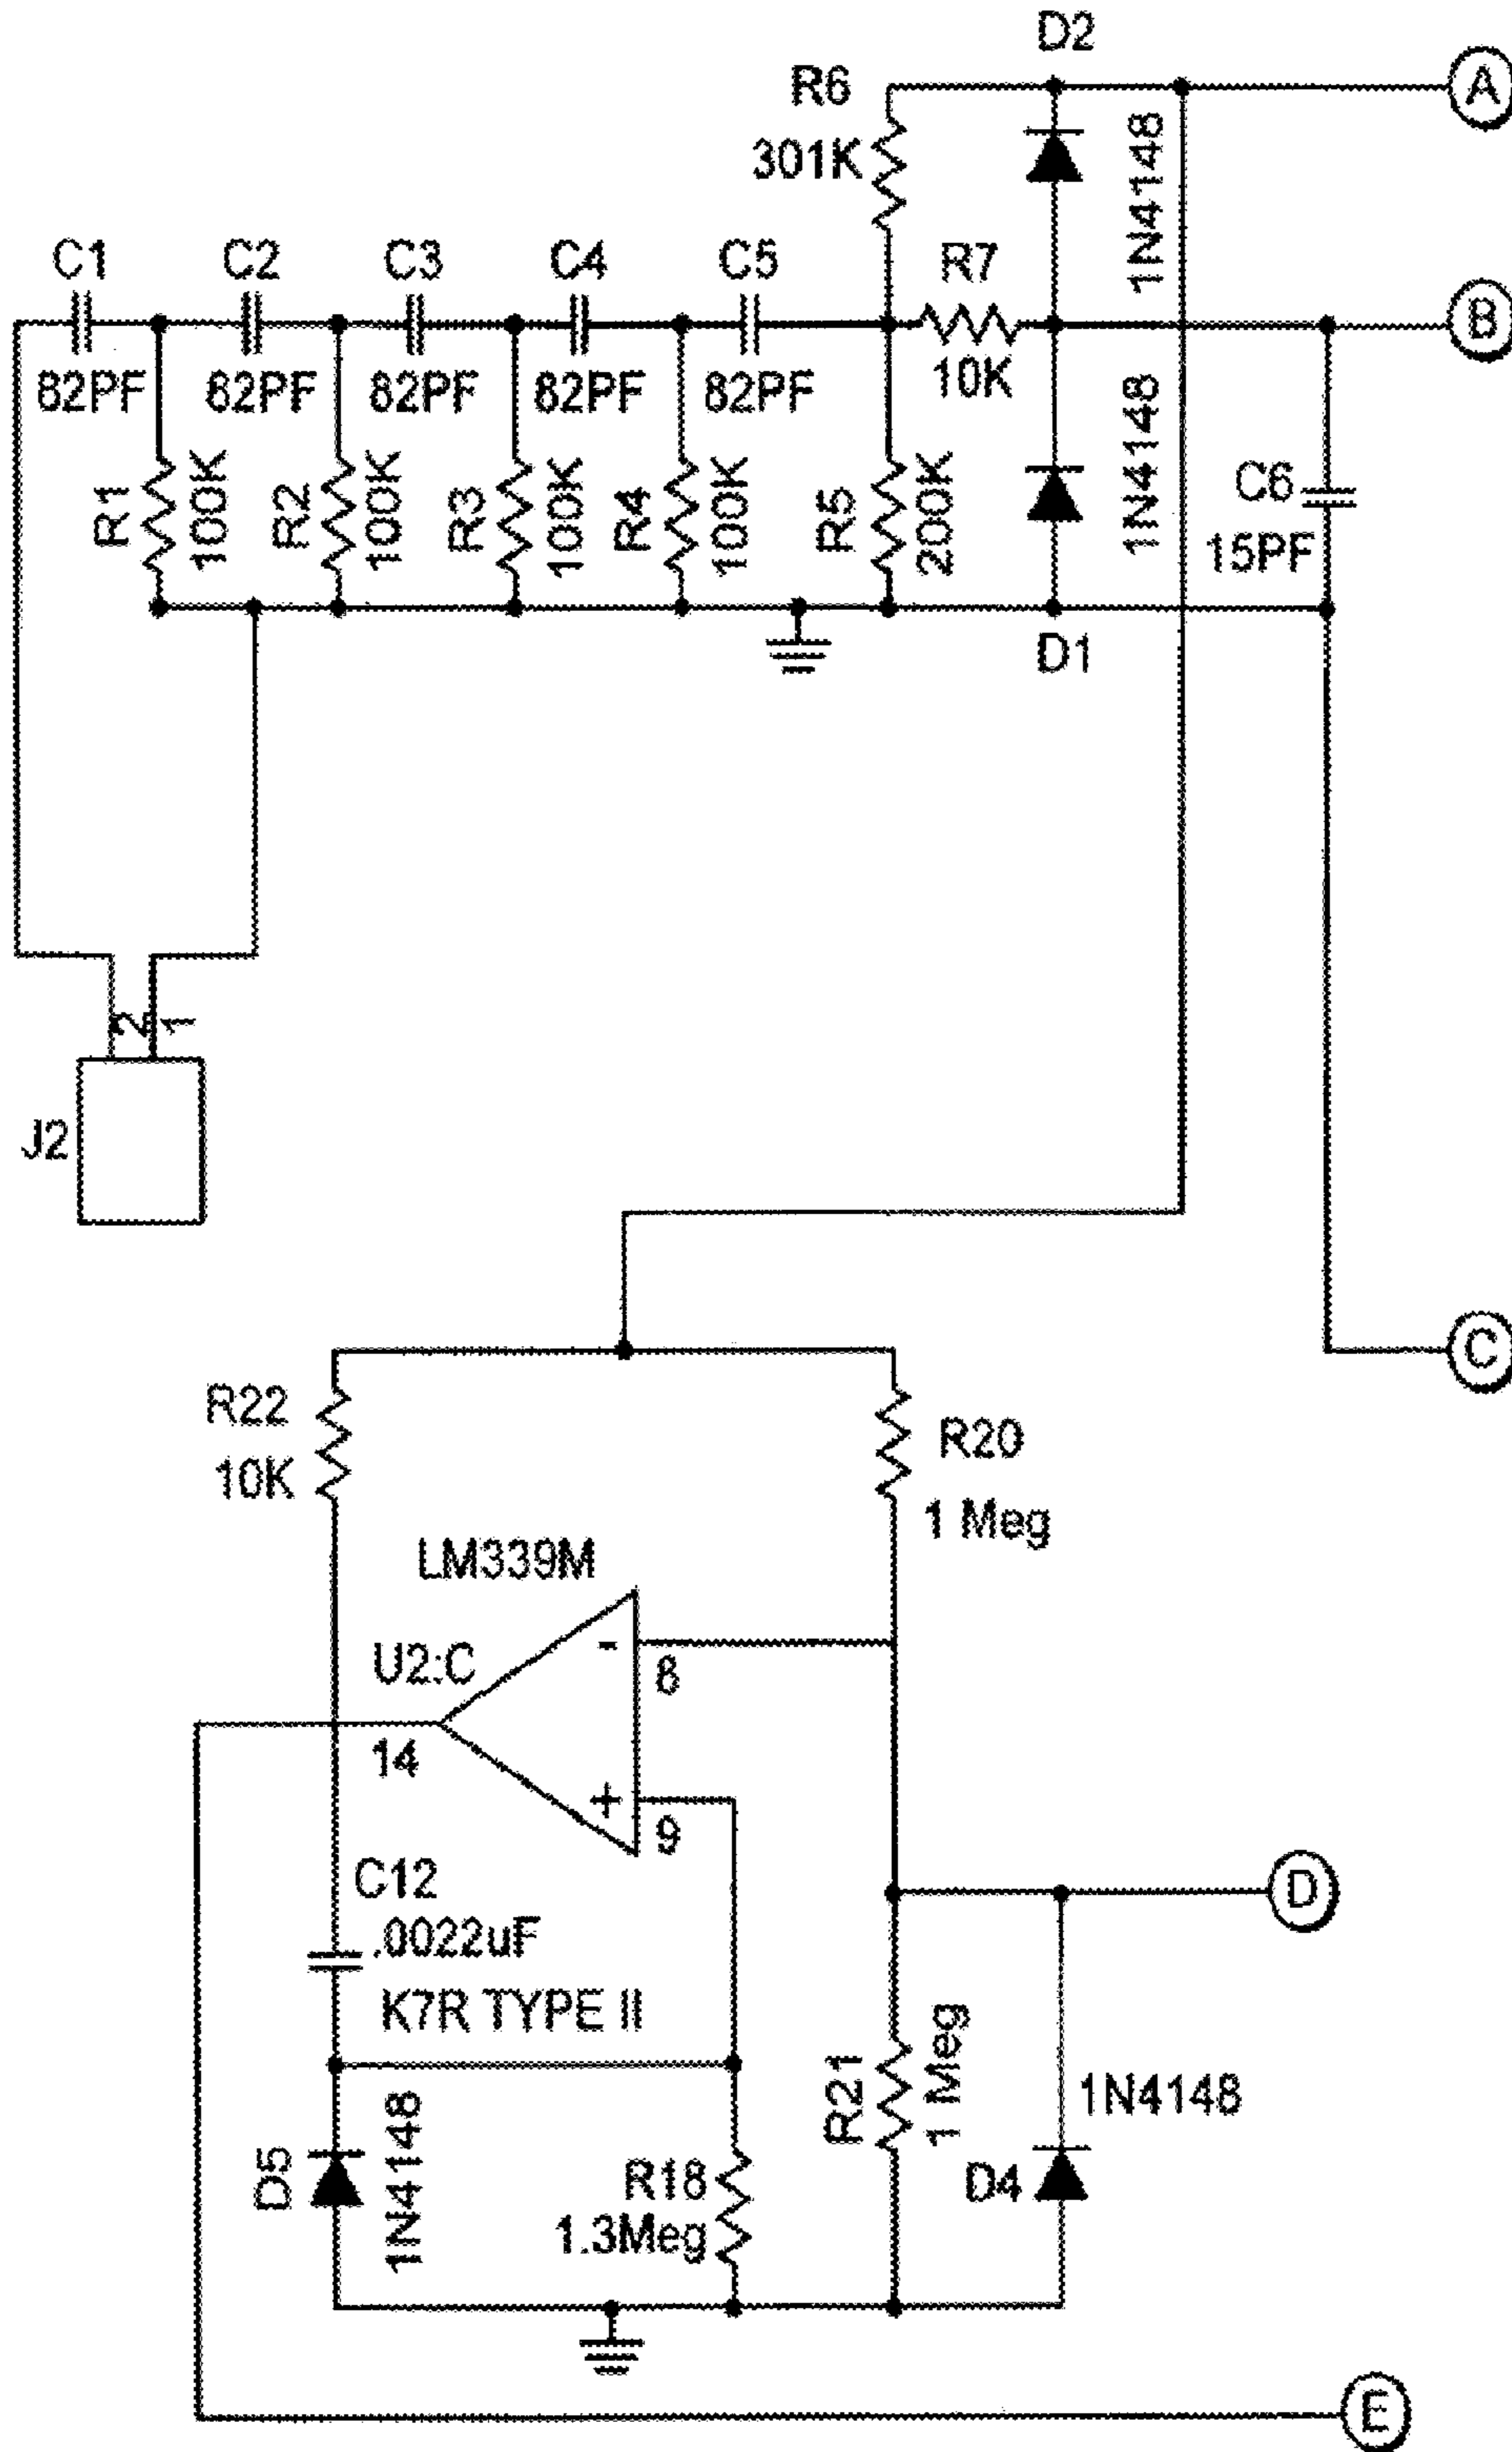 D2
A
R6
301K
1N4148
C1
C2
C3
C4
C5
R7
B
82PF
82PF
82PF
82PF
82PF
10K
R1
100K
R2
100K
R3
100K
R4
100K
R5
200K
1N4148
C6
15PF
D1
2
1
J2
C
R22
10K
R20
1 Meg
LM339M
U2:C
-
8
14
+
9
C12
.0022uF
D
K7R TYPE II
D5
1N4148
R18
1.3Meg
R21
1 Meg
1N4148
D4
E